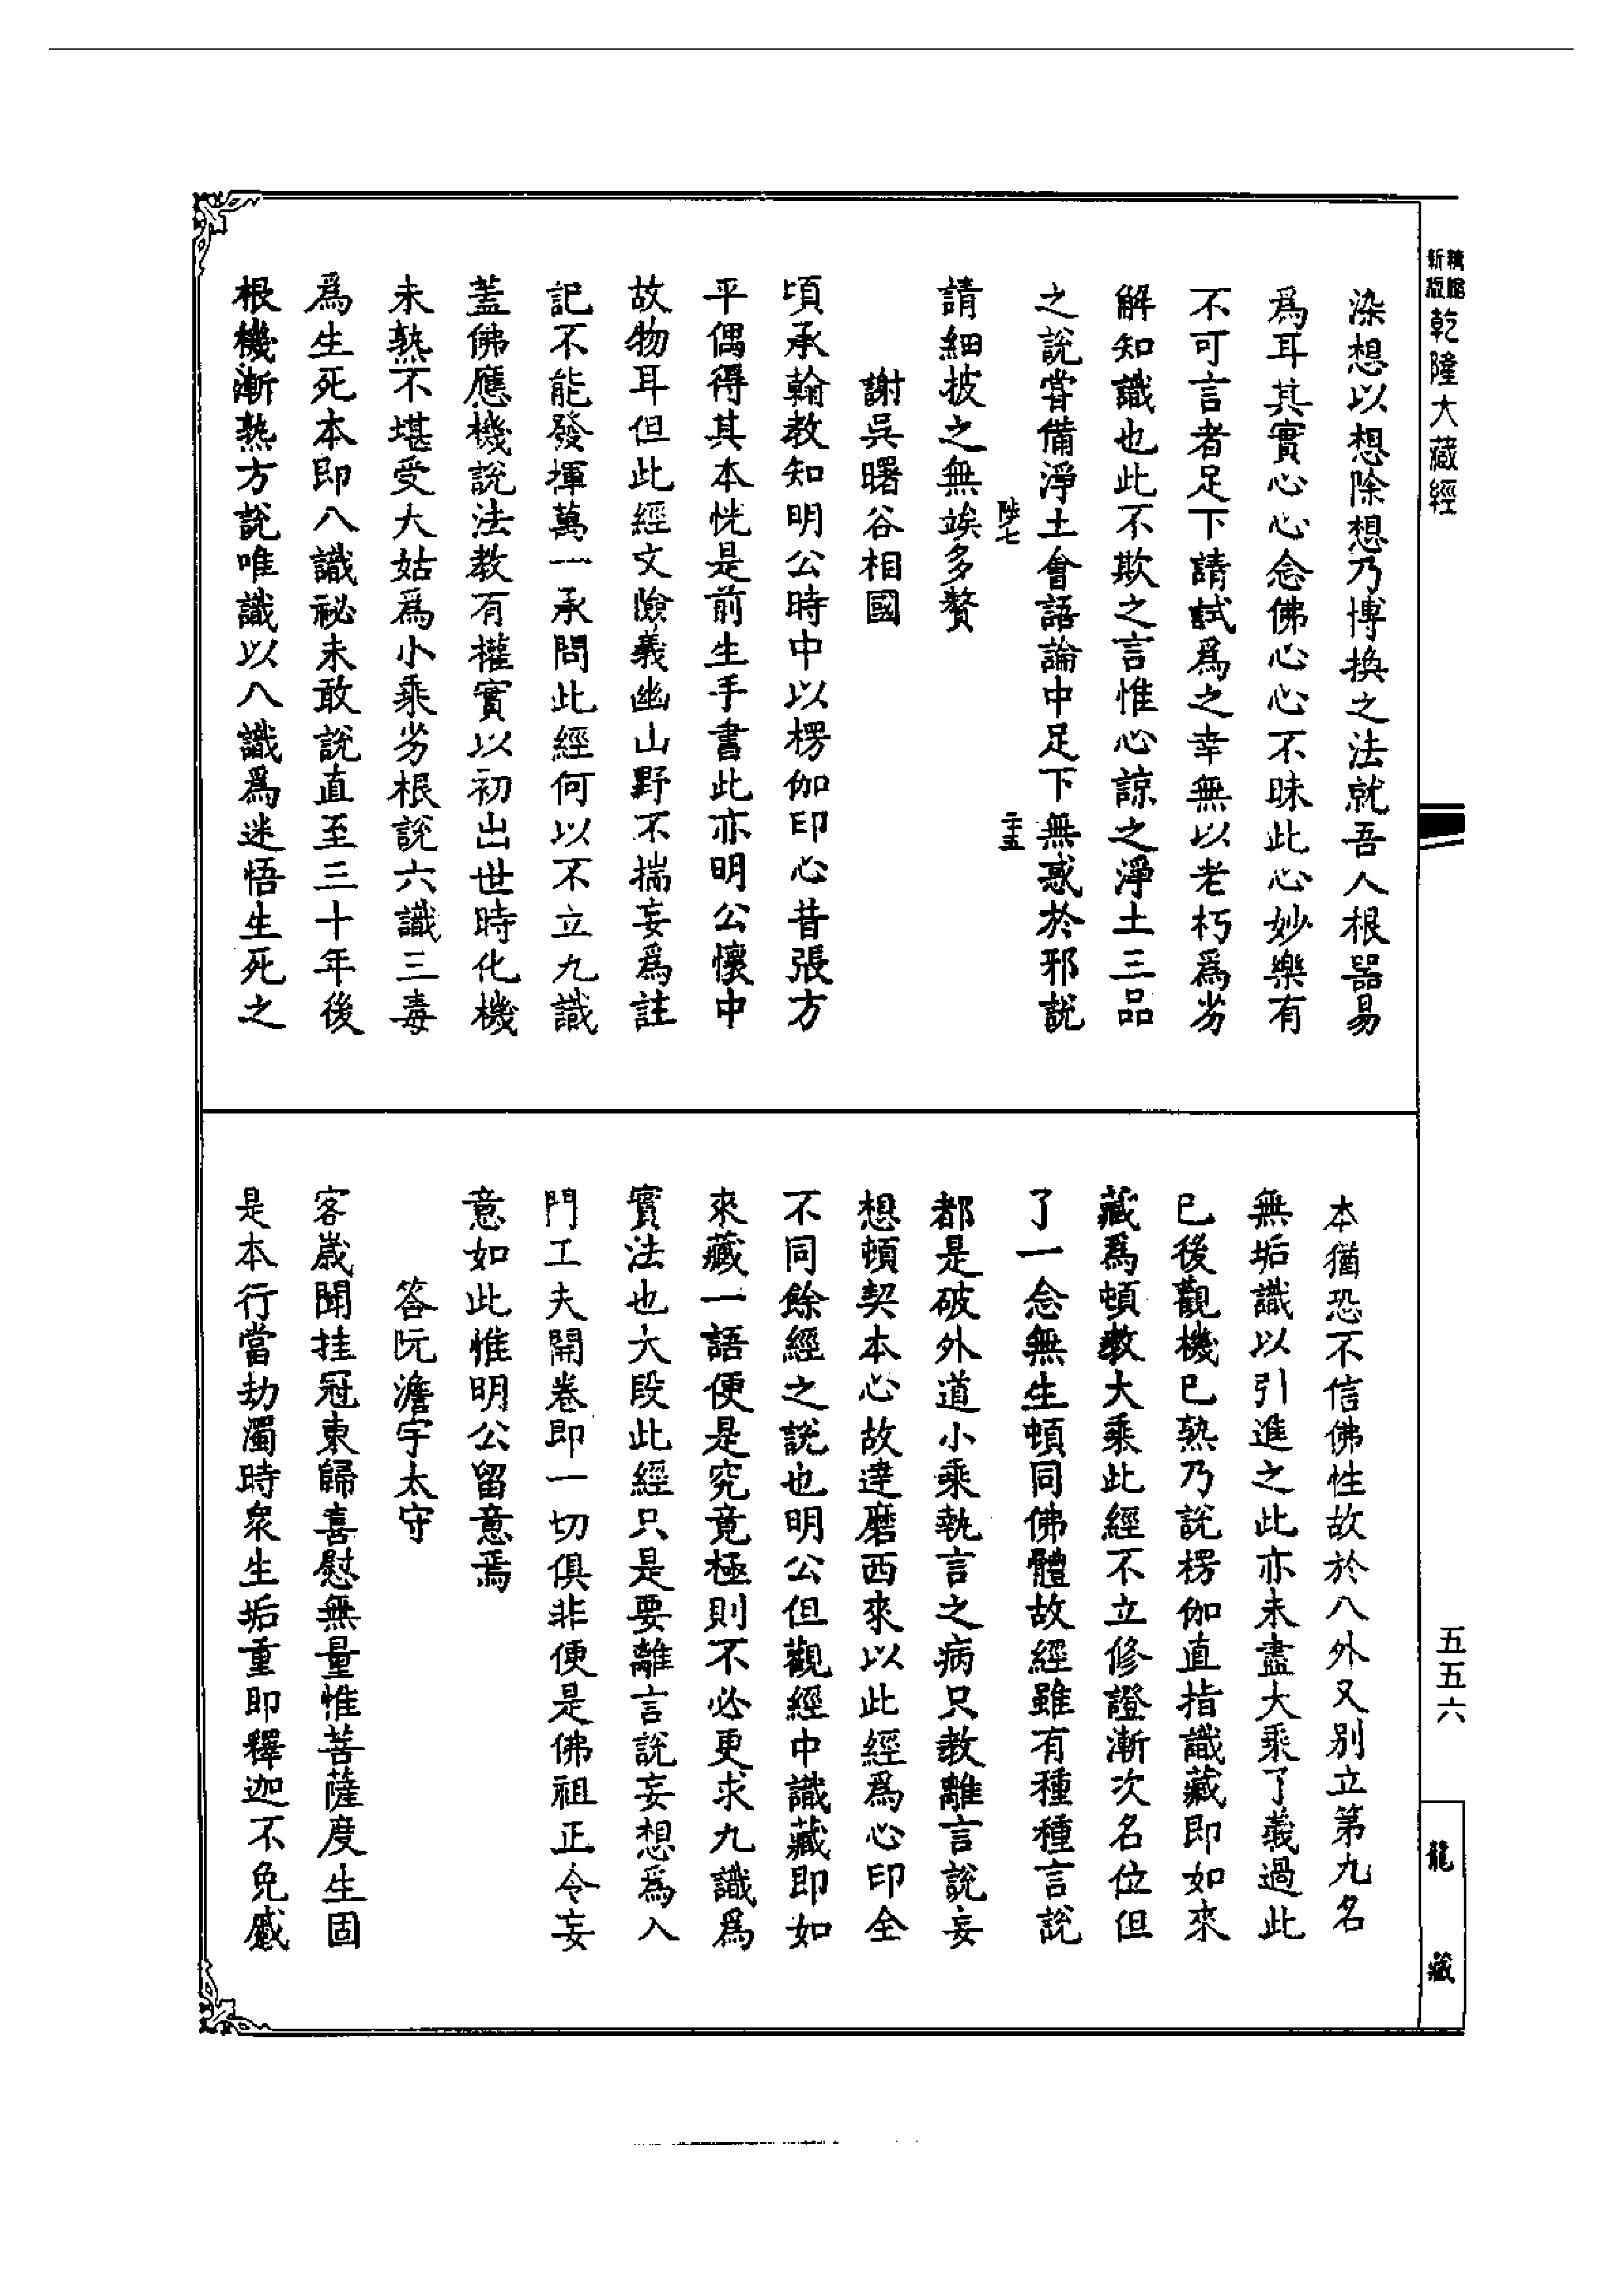 新縮
版臨
乾隆大藏經
染想以想除想乃博換之法就吾人根器易
爲耳其實心心念佛心心不昧此心妙樂有
不可言者足下請試爲之幸無以老朽爲劣
解知識也此不欺之言惟心諒之淨土三品
之說嘗備淨土會語論中足下無惑於邪說
陸七
二五
請細披之無竢多贅
謝吳曙谷相國
頃承翰教知明公時中以楞伽印心昔張方
平偶得其本恍是前生手書此亦明公懷中
故物耳但此經文險義幽山野不揣妄爲註
記不能發揮萬一承問此經何以不立九識
蓋佛應機說法教有權實以初出世時化機
未熟不堪受大姑爲小乘劣根說六識三毒
爲生死本即八識祕未敢說直至三十年後
根機漸熟方說唯識以八識爲迷悟生死之
本猶恐不信佛性故於八外又別立第九名
無垢識以引進之此亦未盡大乘了義過此
已後觀機已熟乃說楞伽直指識藏即如來
藏爲頓教大乘此經不立修證漸次名位但
了一念無生頓同佛體故經雖有種種言說
都是破外道小乘執言之病只教離言說妄
想頓契本心故達磨西來以此經爲心印全
不同餘經之說也明公但觀經中識藏即如
來藏一語便是究竟極則不必更求九識爲
實法也大段此經只是要離言說妄想爲入
門工夫開卷即一切俱非便是佛祖正令妄
意如此惟明公留意焉
答阮澹宇太守
客歲聞挂冠東歸喜慰無量惟菩薩度生固
是本行當劫濁時衆生垢重即釋迦不免感
五五六
龍藏